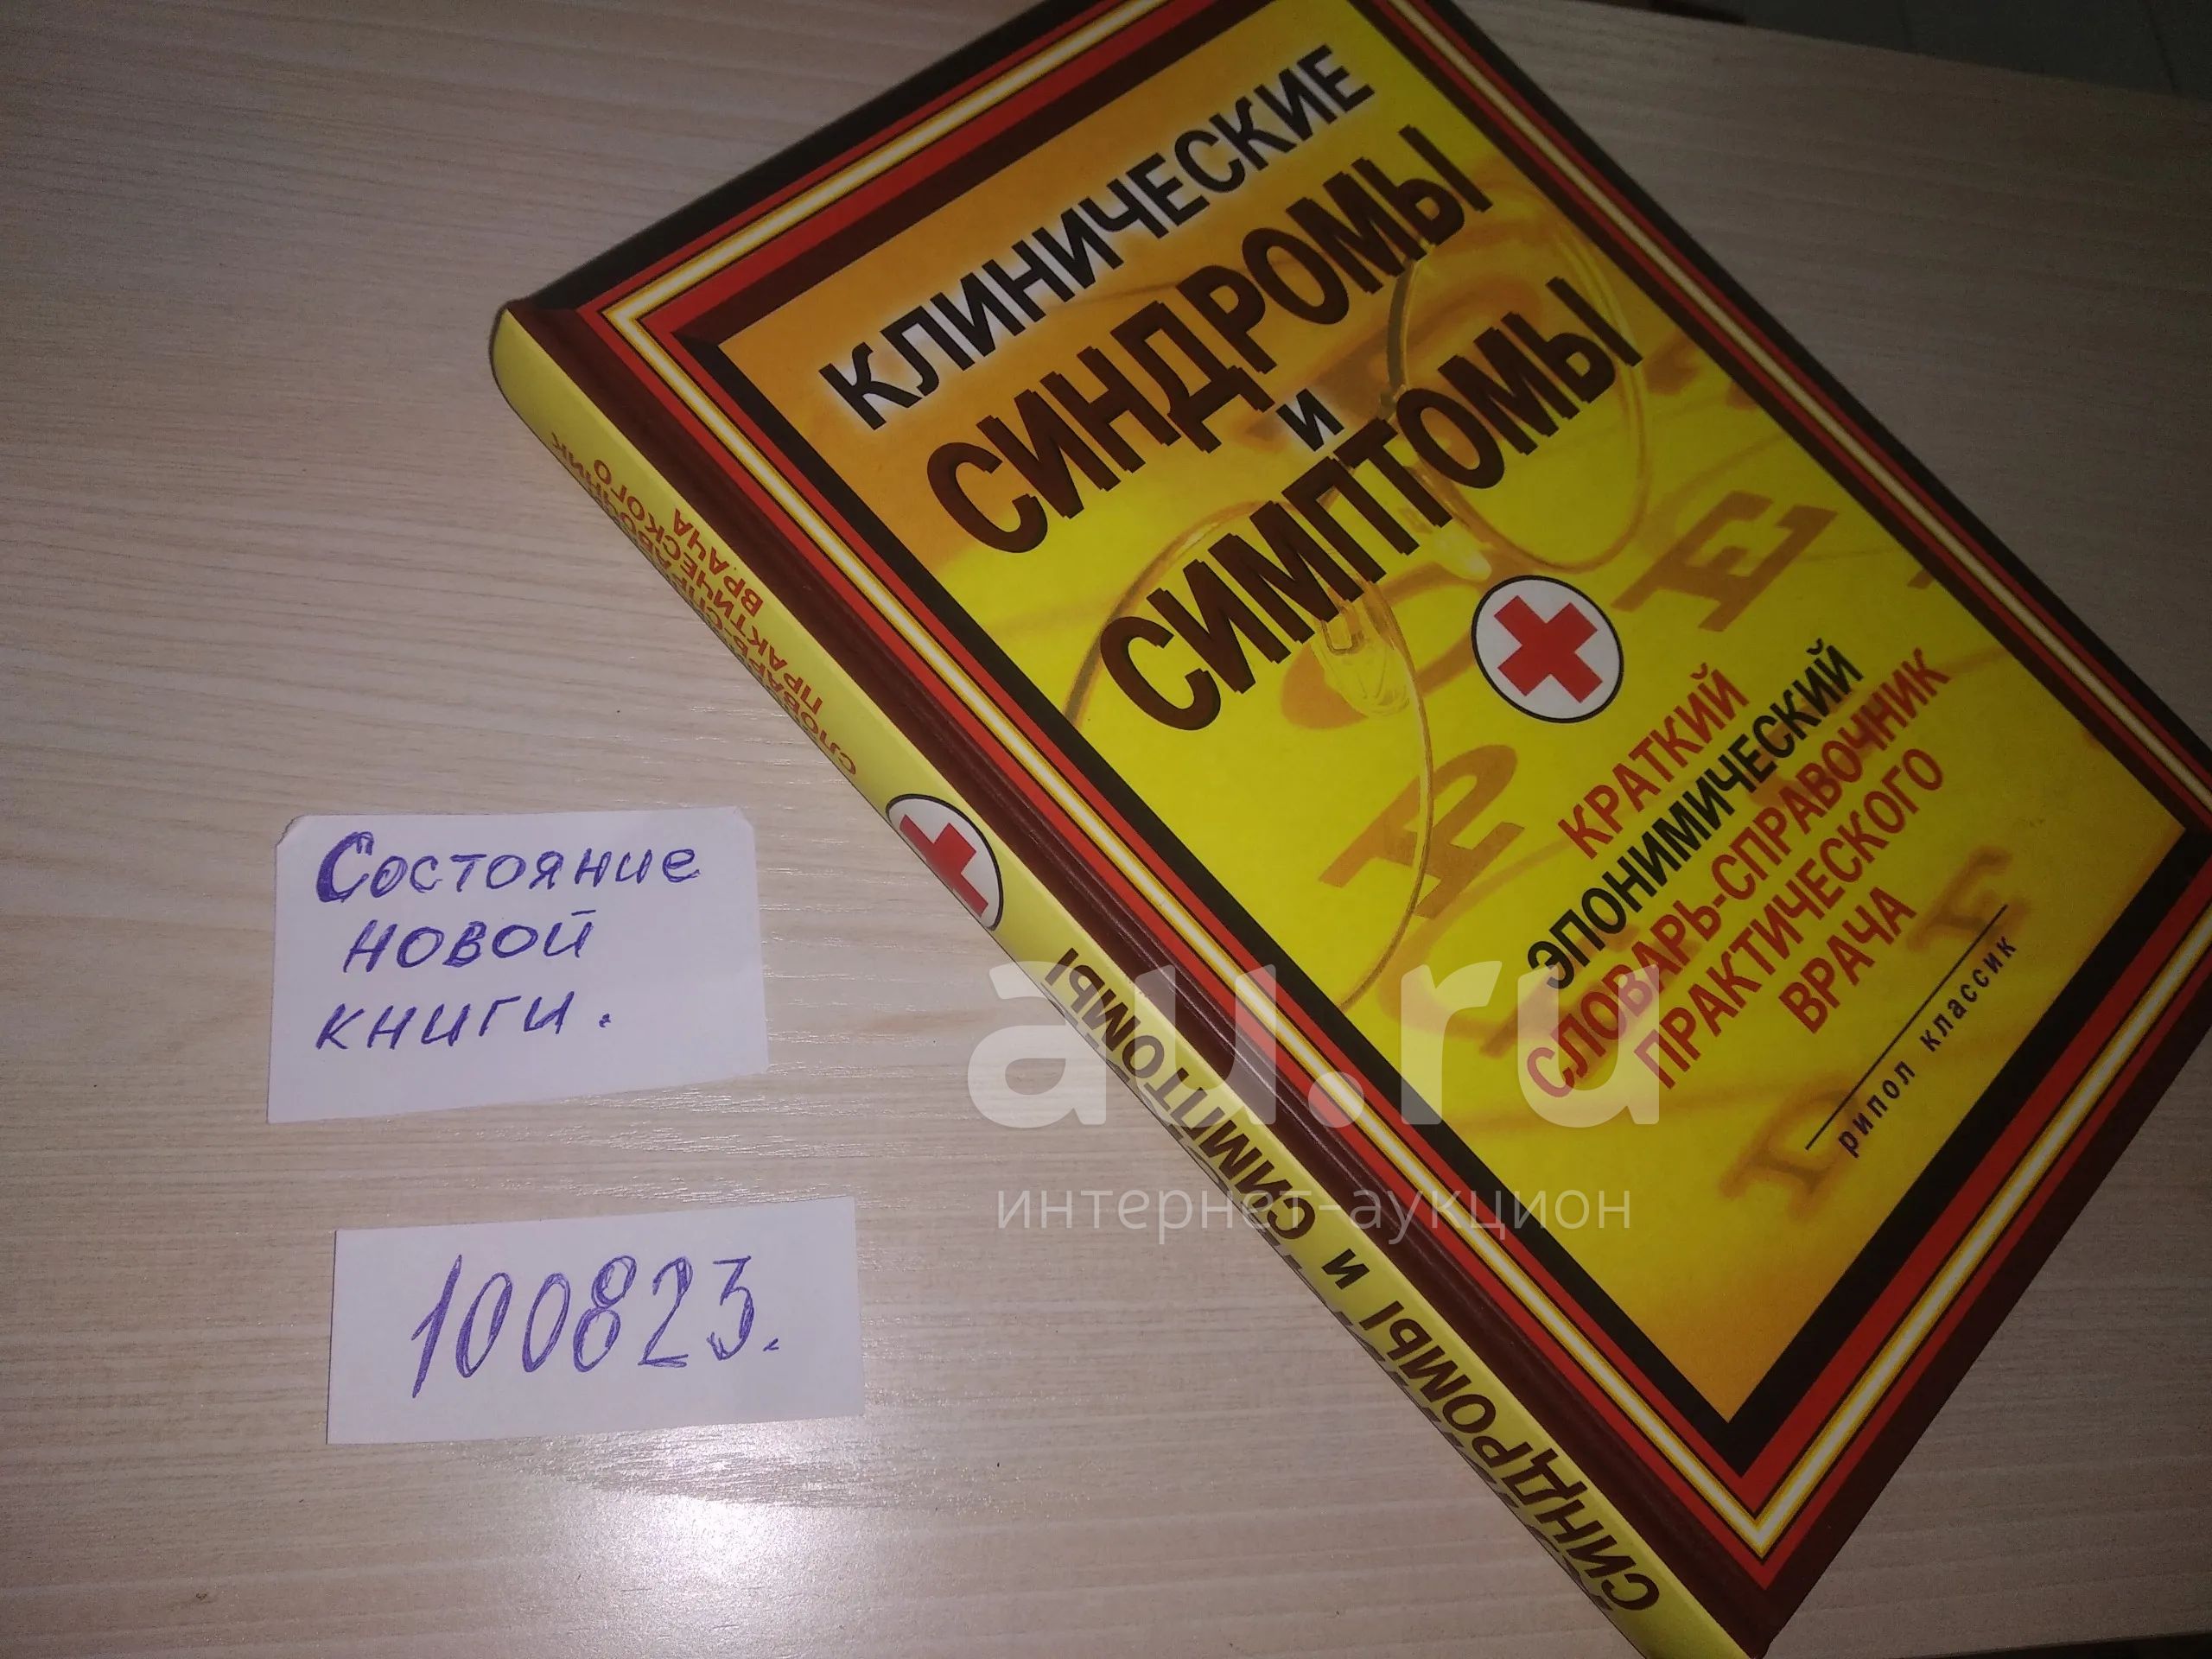 КЛИНИЧЕСКИЕ
СИНДРОМЫ
И
СИМПТОМЫ
КРАТКИЙ
ЭПОНИМИЧЕСКИЙ
СЛОВАРЬ-СПРАВОЧНИК
ПРАКТИЧЕСКОГО
ВРАЧА
рипол классик
СИНДРОМЫ И СИМПТОМЫ
СЛОВАРЬ-СПРАВОЧНИК
ПРАКТИЧЕСКОГО
ВРАЧА
Состояние
новой
книги.
100823.
au.ru
интернет-аукцион